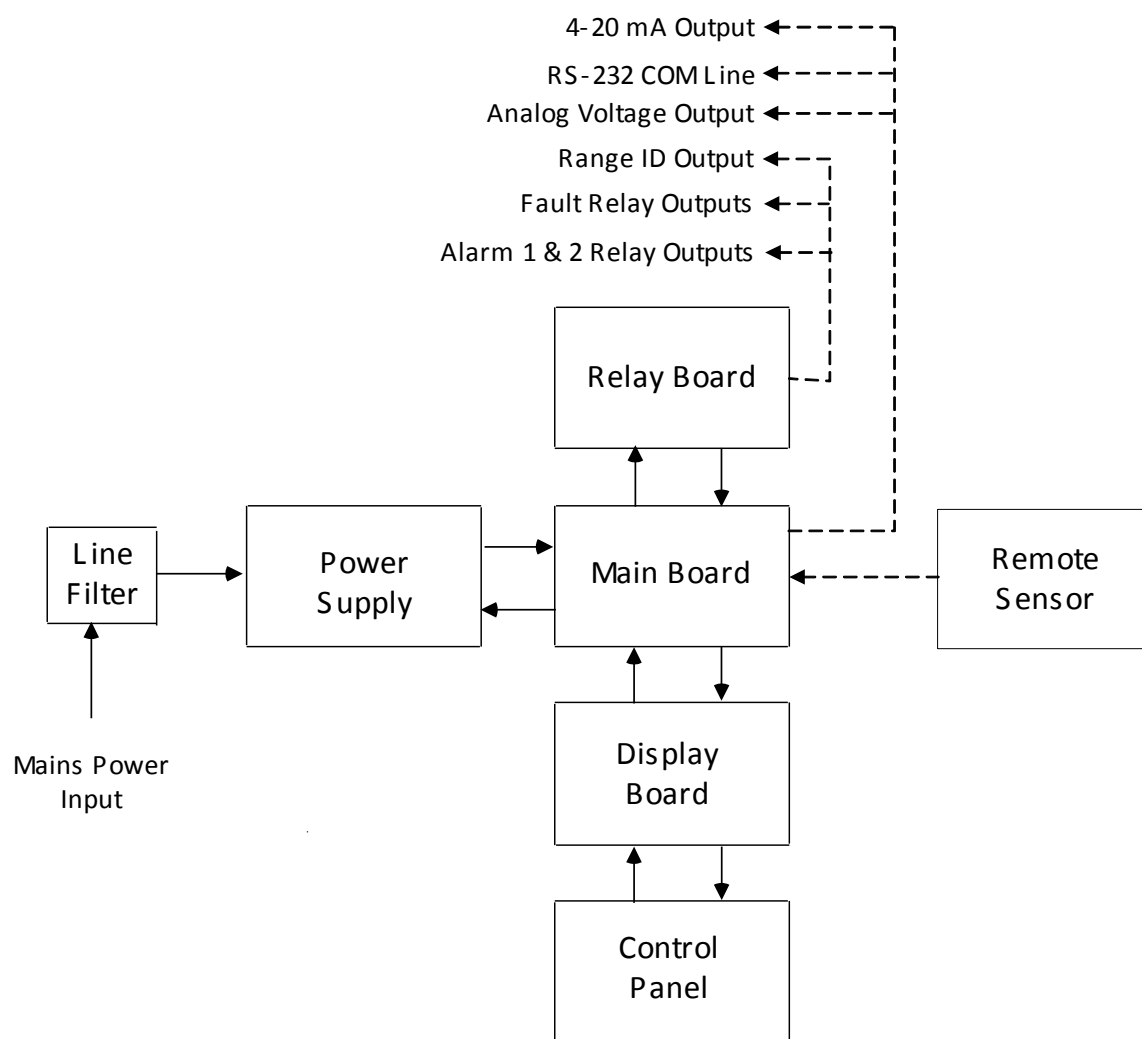 4-20 mA Output
RS-232 COM Line
Analog Voltage Output
Range ID Output
Fault Relay Outputs
Alarm 1 & 2 Relay Outputs
Relay Board
Line
Filter
Power
Supply
Main Board
Remote
Sensor
Mains Power
Input
Display
Board
Control
Panel